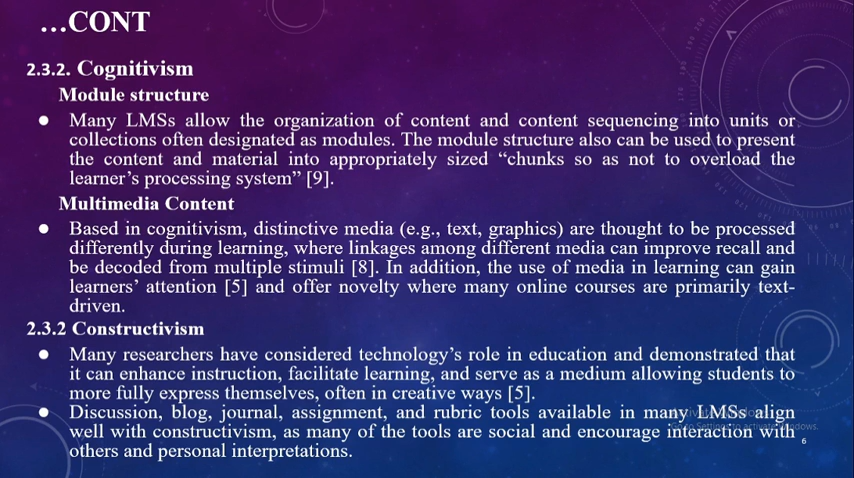 …CONT
2.3.2. Cognitivism
Module structure
● Many LMSs allow the organization of content and content sequencing into units or
collections often designated as modules. The module structure also can be used to present
the content and material into appropriately sized “chunks so as not to overload the
learner’s processing system” [9].
Multimedia Content
● Based in cognitivism, distinctive media (e.g., text, graphics) are thought to be processed
differently during learning, where linkages among different media can improve recall and
be decoded from multiple stimuli [8]. In addition, the use of media in learning can gain
learners’ attention [5] and offer novelty where many online courses are primarily text-
driven.
2.3.2 Constructivism
● Many researchers have considered technology’s role in education and demonstrated that
it can enhance instruction, facilitate learning, and serve as a medium allowing students to
more fully express themselves, often in creative ways [5].
● Discussion, blog, journal, assignment, and rubric tools available in many LMSs align
well with constructivism, as many of the tools are social and encourage interaction with
others and personal interpretations.
Activate Windows
Go to Settings to activate Windows.
6